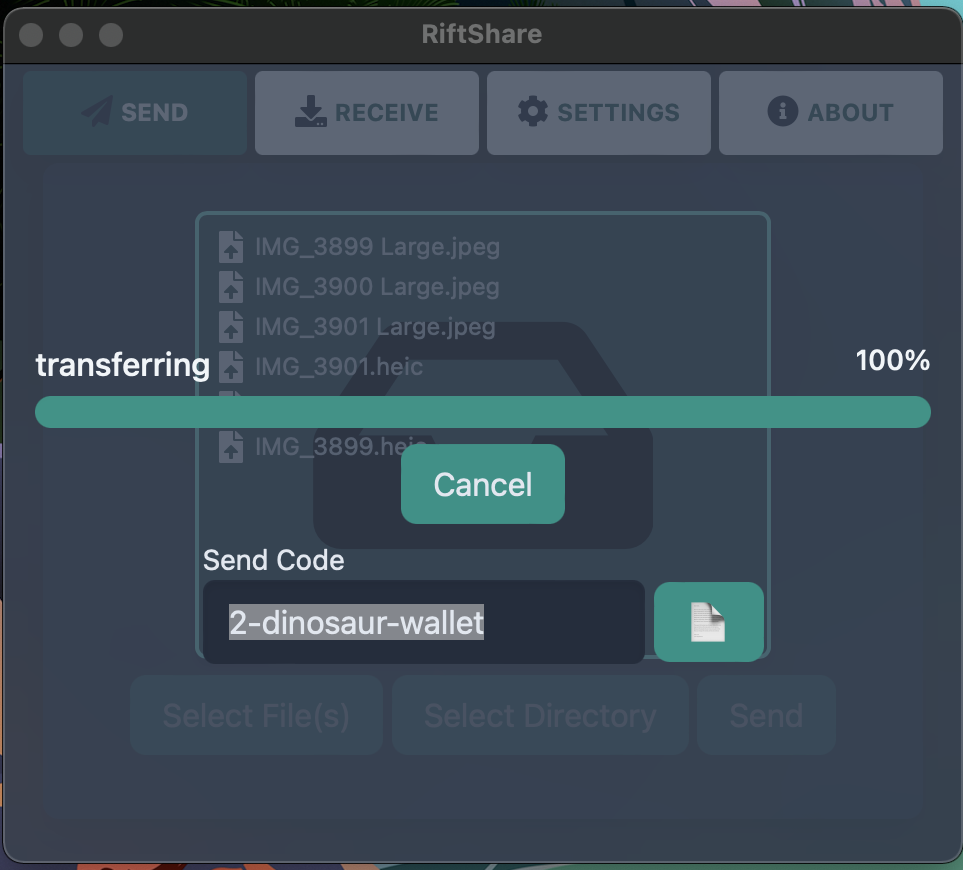 RiftShare
SEND
RECEIVE
SETTINGS
ABOUT
IMG_3899 Large.jpeg
IMG_3900 Large.jpeg
IMG_3901 Large.jpeg
transferring
IMG_3901.heic
100%
IMG_3899.heic
Cancel
Send Code
2-dinosaur-wallet
Select File(s)
Select Directory
Send